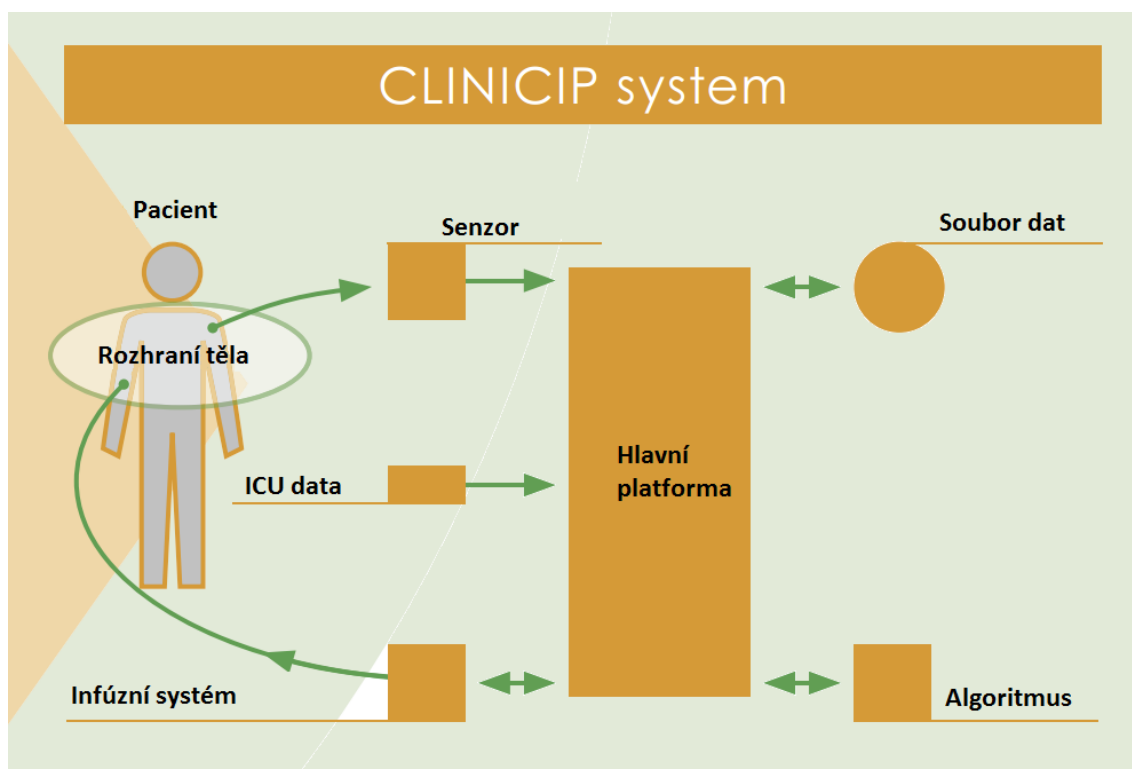 CLINICIP system
Pacient
Senzor
Soubor dat
Rozhraní těla
Hlavní
platforma
ICU data
Infúzní systém
Algoritmus